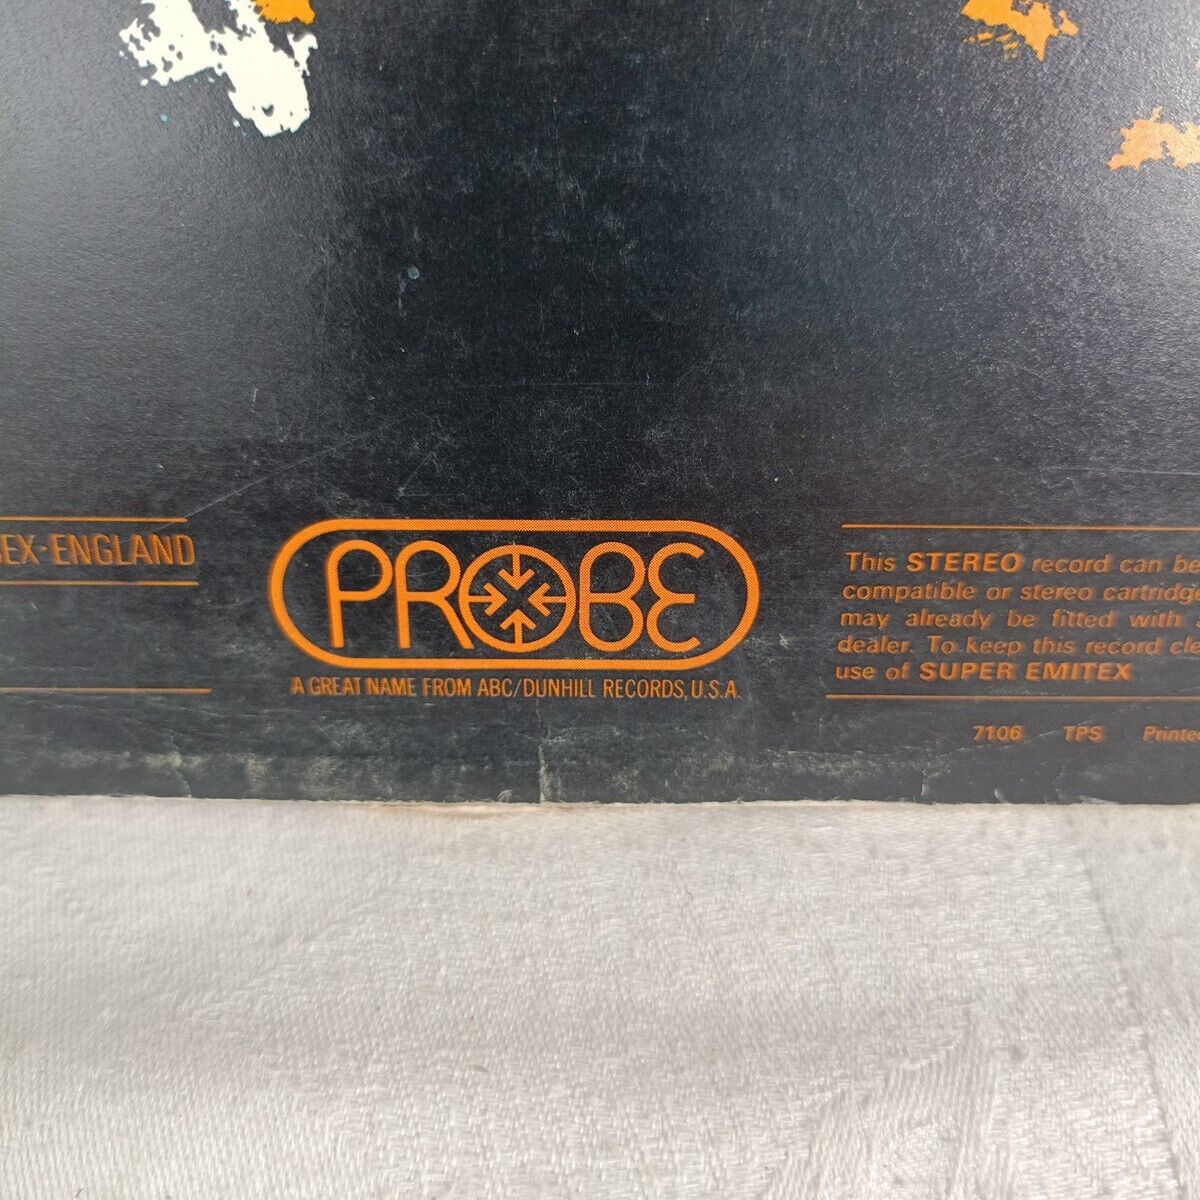 EX·ENGLAND
PROBE
A GREAT NAME FROM ABC/DUNHILL RECORDS, U.S.A.
This STEREO record can be
compatible or stereo cartridge
may already be fitted with
dealer. To keep this record cle
use of SUPER EMITEX
7106 TPS Printed